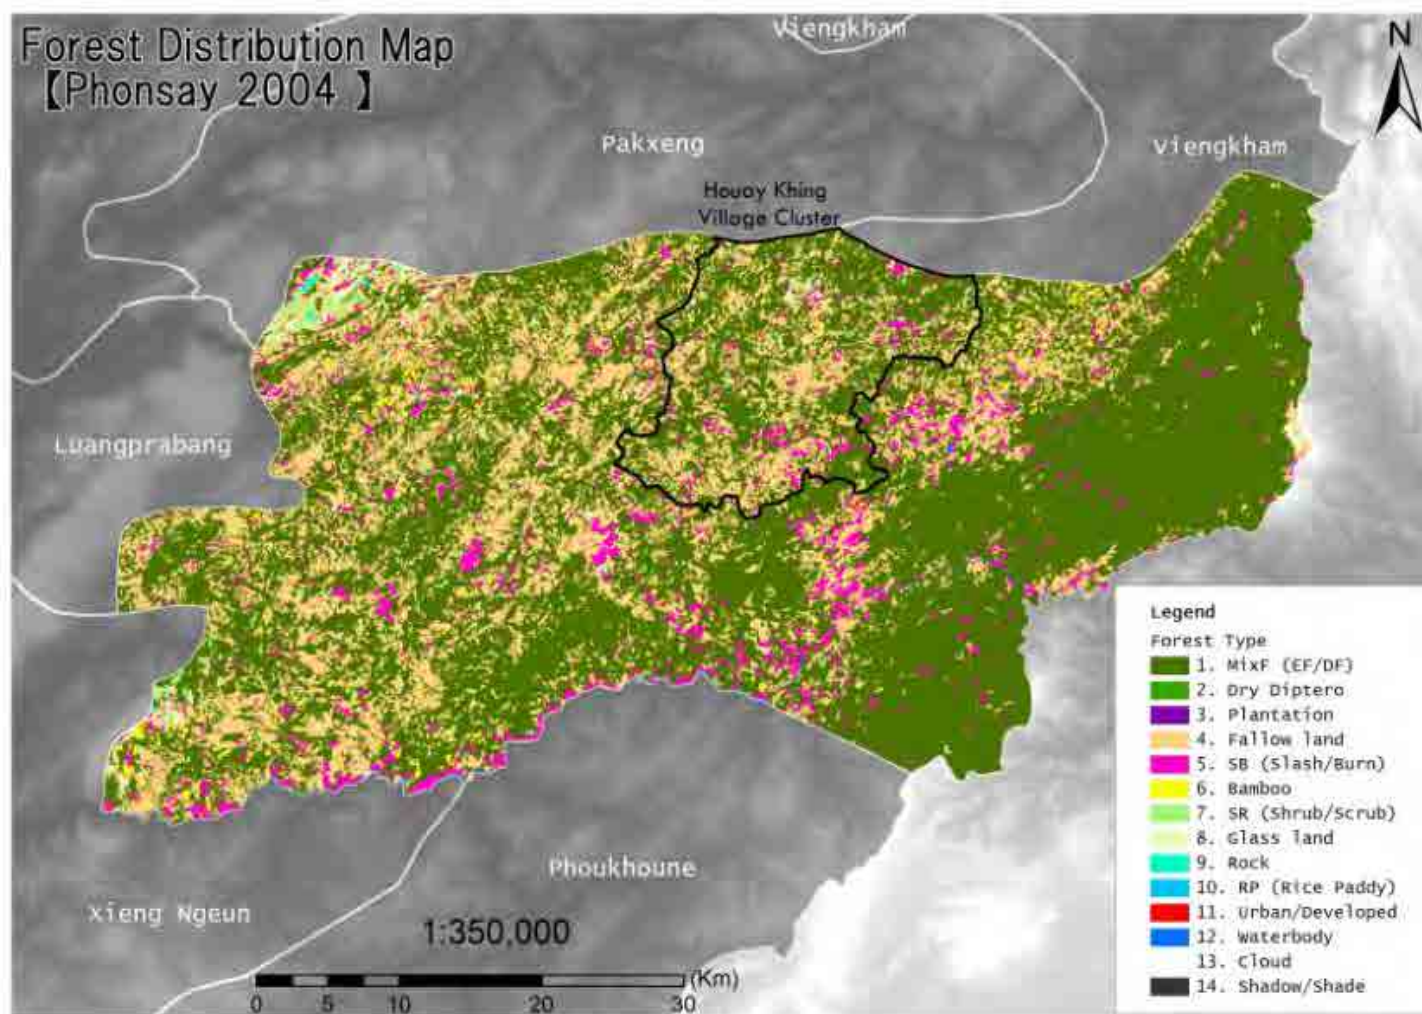 Forest Distribution Map
【Phonsay 2004 】
Viengkham
N
Pakxeng
Viengkham
Houay Khing
Village Cluster
Luangprabang
Legend
Forest Type
1. MixF (EF/DF)
2. Dry Diptero
3. Plantation
4. Fallow land
5. SB (Slash/Burn)
6. Bamboo
7. SR (Shrub/Scrub)
8. Glass land
9. Rock
10. RP (Rice Paddy)
11. Urban/Developed
12. Waterbody
13. Cloud
14. Shadow/Shade
Phoukhoune
Xieng Ngeun
1:350,000
(Km)
0 5 10 20 30